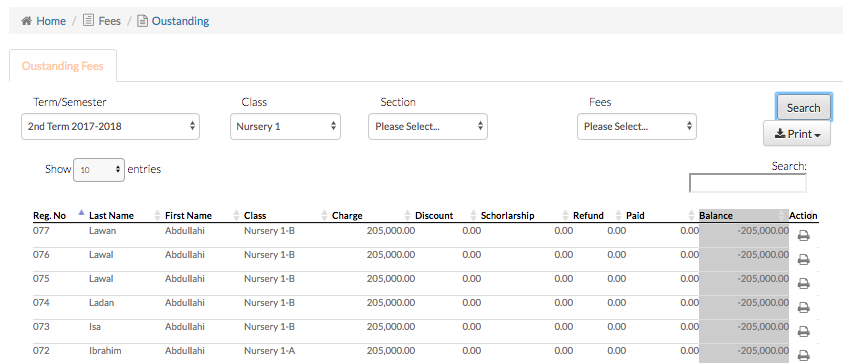 Home / Fees / Oustanding
Oustanding Fees
Term/Semester Class Section Fees Search
2nd Term 2017-2018 Nursery 1 Please Select... Please Select... Print
Show 10 entries Search:
Reg. No Last Name First Name Class Charge Discount Schorlarship Refund Paid Balance Action
077 Lawan Abdullahi Nursery 1-B 205,000.00 0.00 0.00 0.00 0.00 -205,000.00
076 Lawal Abdullahi Nursery 1-B 205,000.00 0.00 0.00 0.00 0.00 -205,000.00
075 Lawal Abdullahi Nursery 1-B 205,000.00 0.00 0.00 0.00 0.00 -205,000.00
074 Ladan Abdullahi Nursery 1-B 205,000.00 0.00 0.00 0.00 0.00 -205,000.00
073 Isa Abdullahi Nursery 1-B 205,000.00 0.00 0.00 0.00 0.00 -205,000.00
072 Ibrahim Abdullahi Nursery 1-A 205,000.00 0.00 0.00 0.00 0.00 -205,000.00